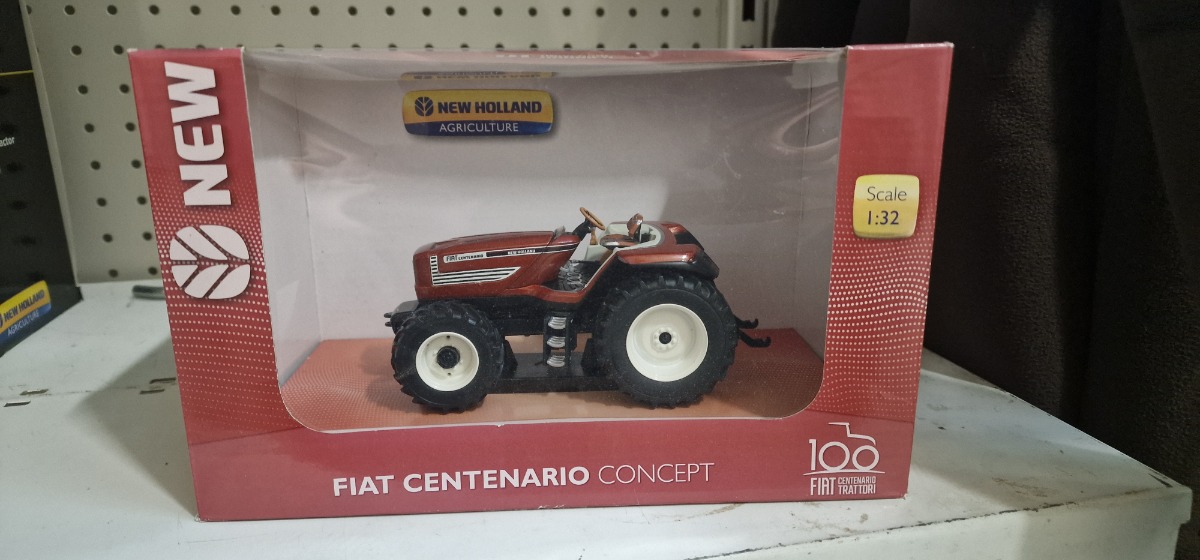 NEW
NEW HOLLAND
AGRICULTURE
Scale
1:32
FIAT CENTENARIO
NEW HOLLAND
FIAT CENTENARIO CONCEPT
100
FIAT CENTENARIO
TRATTORI
actor
NEW HOLLAND
AGRICULTURE